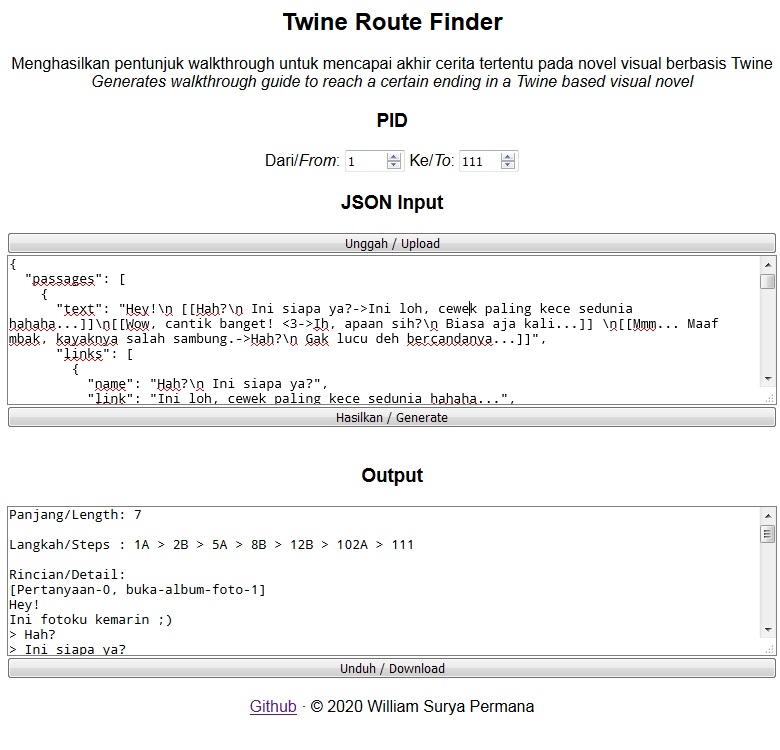 Twine Route Finder
Menghasilkan pentunjuk walkthrough untuk mencapai akhir cerita tertentu pada novel visual berbasis Twine
Generates walkthrough guide to reach a certain ending in a Twine based visual novel
PID
Dari/From: 1 Ke/To: 111
JSON Input
Unggah / Upload
{
"passages": [
{
"text": "Hey!\n [[Hah?\n Ini siapa ya?->Ini loh, cewek paling kece sedunia
hahaha...]]\n[[Wow, cantik banget! <3->Ih, apaan sih?\n Biasa aja kali...]] \n[[Mmm... Maaf
mbak, kayaknya salah sambung.->Hah?\n Gak lucu deh bercandanya...]]",
"links": [
{
"name": "Hah?\n Ini siapa ya?",
"link": "Ini loh, cewek paling kece sedunia hahaha...",
Hasilkan / Generate
Output
Panjang/Length: 7
Langkah/Steps : 1A > 2B > 5A > 8B > 12B > 102A > 111
Rincian/Detail:
[Pertanyaan-0, buka-album-foto-1]
Hey!
Ini fotoku kemarin ;)
> Hah?
> Ini siapa ya?
Unduh / Download
Github · © 2020 William Surya Permana